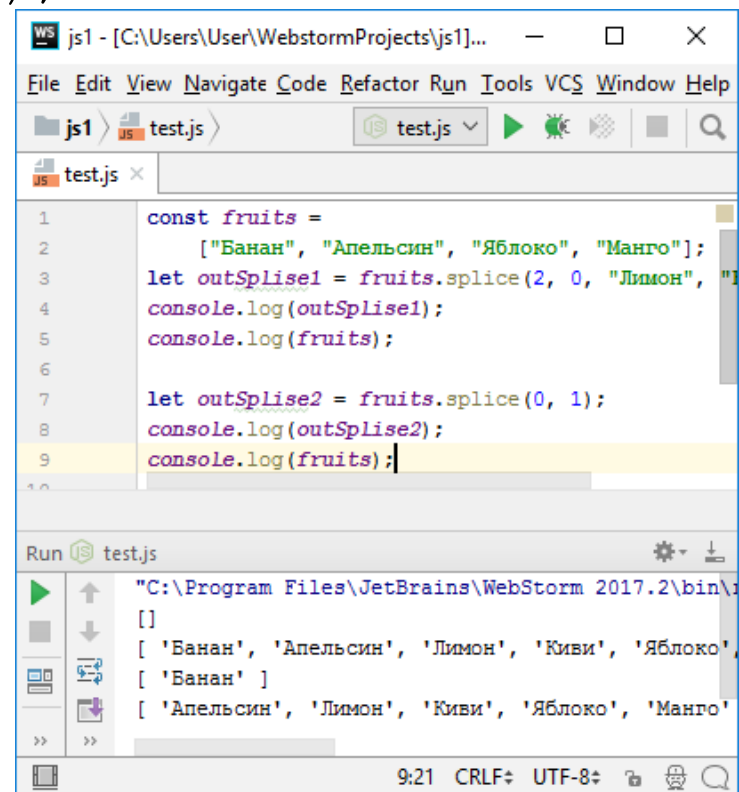 js1 - [C:\Users\User\WebstormProjects\js1]...
File Edit View Navigate Code Refactor Run Tools VCS Window Help
js1 test.js test.js
test.js
1 const fruits =
2 ["Банан", "Апельсин", "Яблоко", "Манго"];
3 let outSplise1 = fruits.splice(2, 0, "Лимон", "
4 console.log(outSplise1);
5 console.log(fruits);
6
7 let outSplise2 = fruits.splice(0, 1);
8 console.log(outSplise2);
9 console.log(fruits);
Run test.js
"C:\Program Files\JetBrains\WebStorm 2017.2\bin\
[]
[ 'Банан', 'Апельсин', 'Лимон', 'Киви', 'Яблоко',
[ 'Банан' ]
[ 'Апельсин', 'Лимон', 'Киви', 'Яблоко', 'Манго'
9:21 CRLF UTF-8